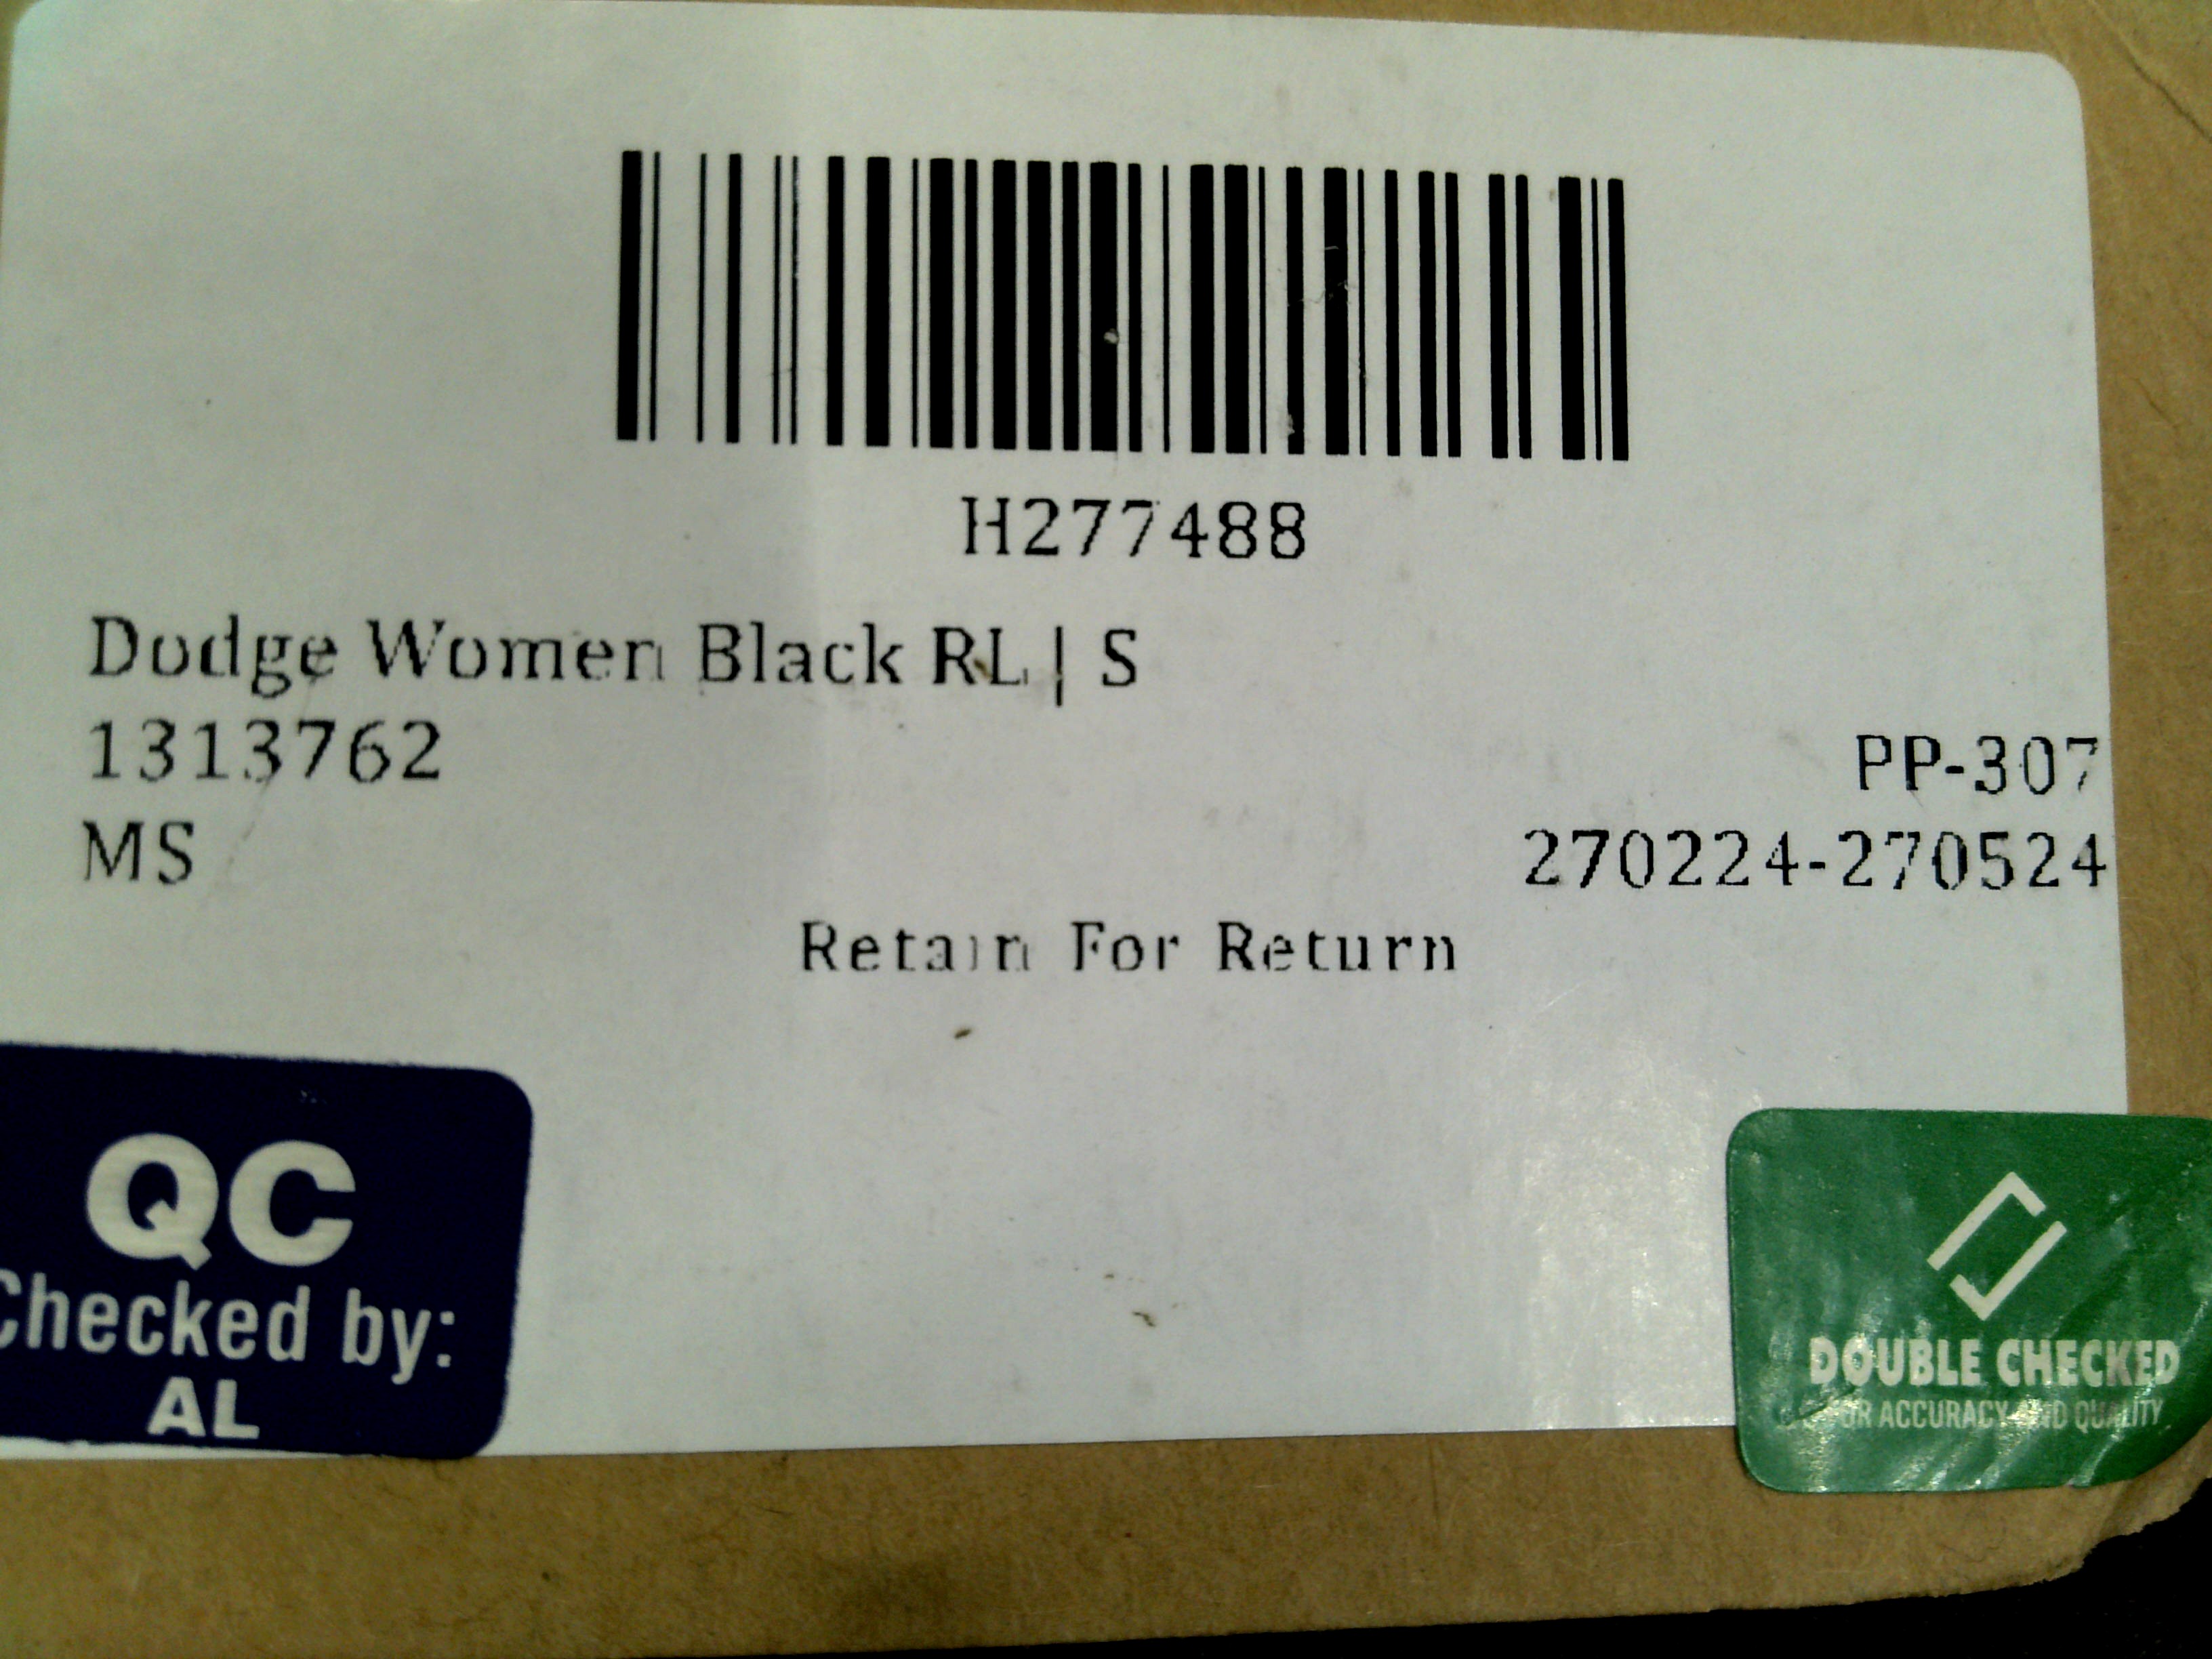 H277488
Dodge Women Black RL | S
1313762
PP-307
MS
270224-270524
Retain For Return
QC
Checked by:
AL
DOUBLE CHECKED
FOR ACCURACY AND QUALITY